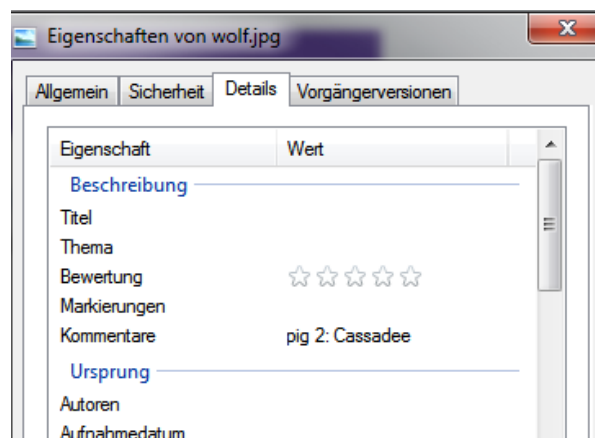 Eigenschaften von wolf.jpg
Allgemein Sicherheit Details Vorgängerversionen
Eigenschaft Wert
Beschreibung
Titel
Thema
Bewertung
Markierungen
Kommentare pig 2: Cassadee
Ursprung
Autoren
Aufnahmedatum